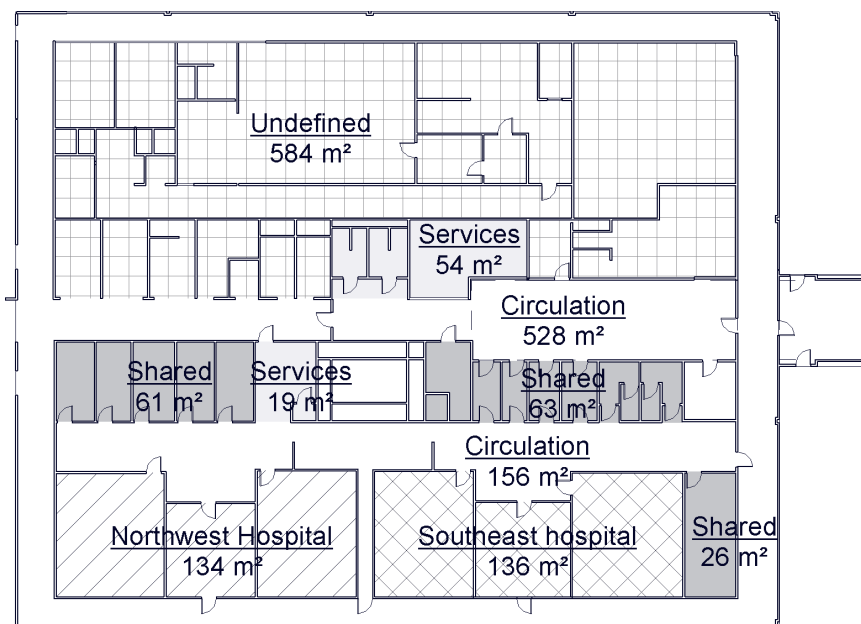 Undefined
584 m²
Services
54 m²
Circulation
528 m²
Shared
61 m²
Services
19 m²
Shared
63 m²
Circulation
156 m²
Northwest Hospital
134 m²
Southeast hospital
136 m²
Shared
26 m²